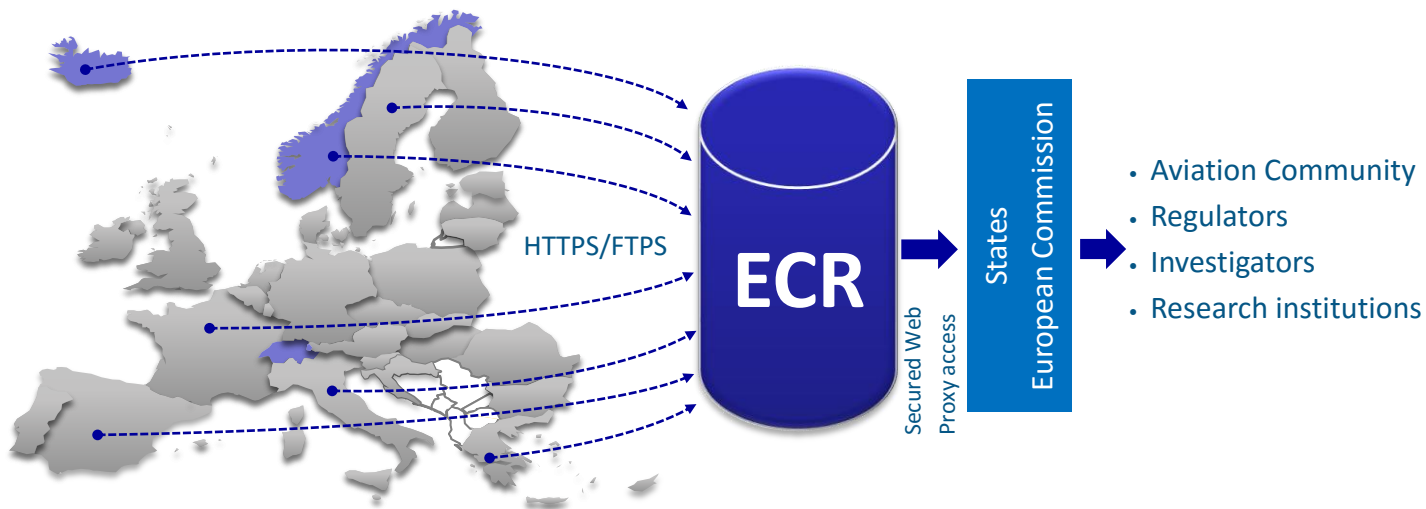 HTTPS/FTPS
ECR
Secured Web
Proxy access
States
European Commission
• Aviation Community
• Regulators
• Investigators
• Research institutions